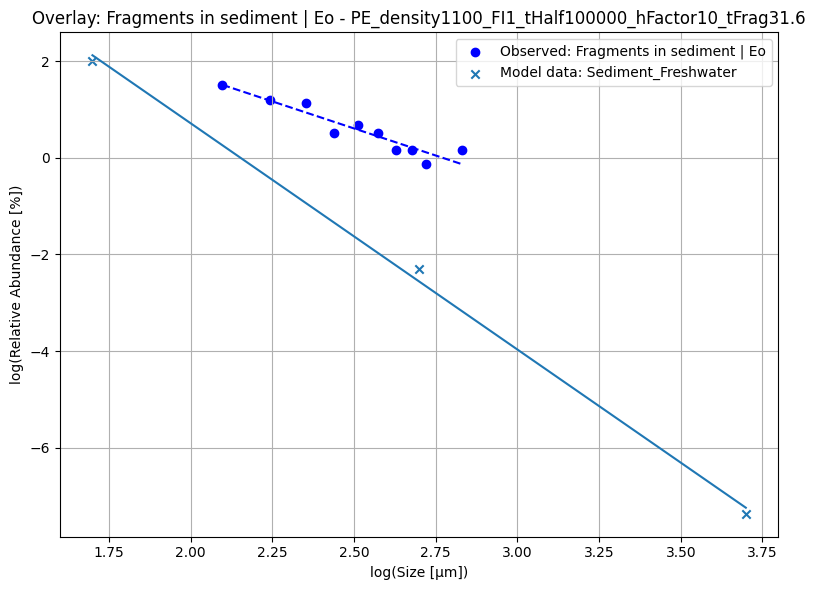 Overlay: Fragments in sediment | Eo - PE_density1100_FI1_tHalf100000_hFactor10_tFrag31.6
Observed: Fragments in sediment | Eo
Model data: Sediment_Freshwater
log(Relative Abundance [%])
2
0
−2
−4
−6
1.75 2.00 2.25 2.50 2.75 3.00 3.25 3.50 3.75
log(Size [µm])